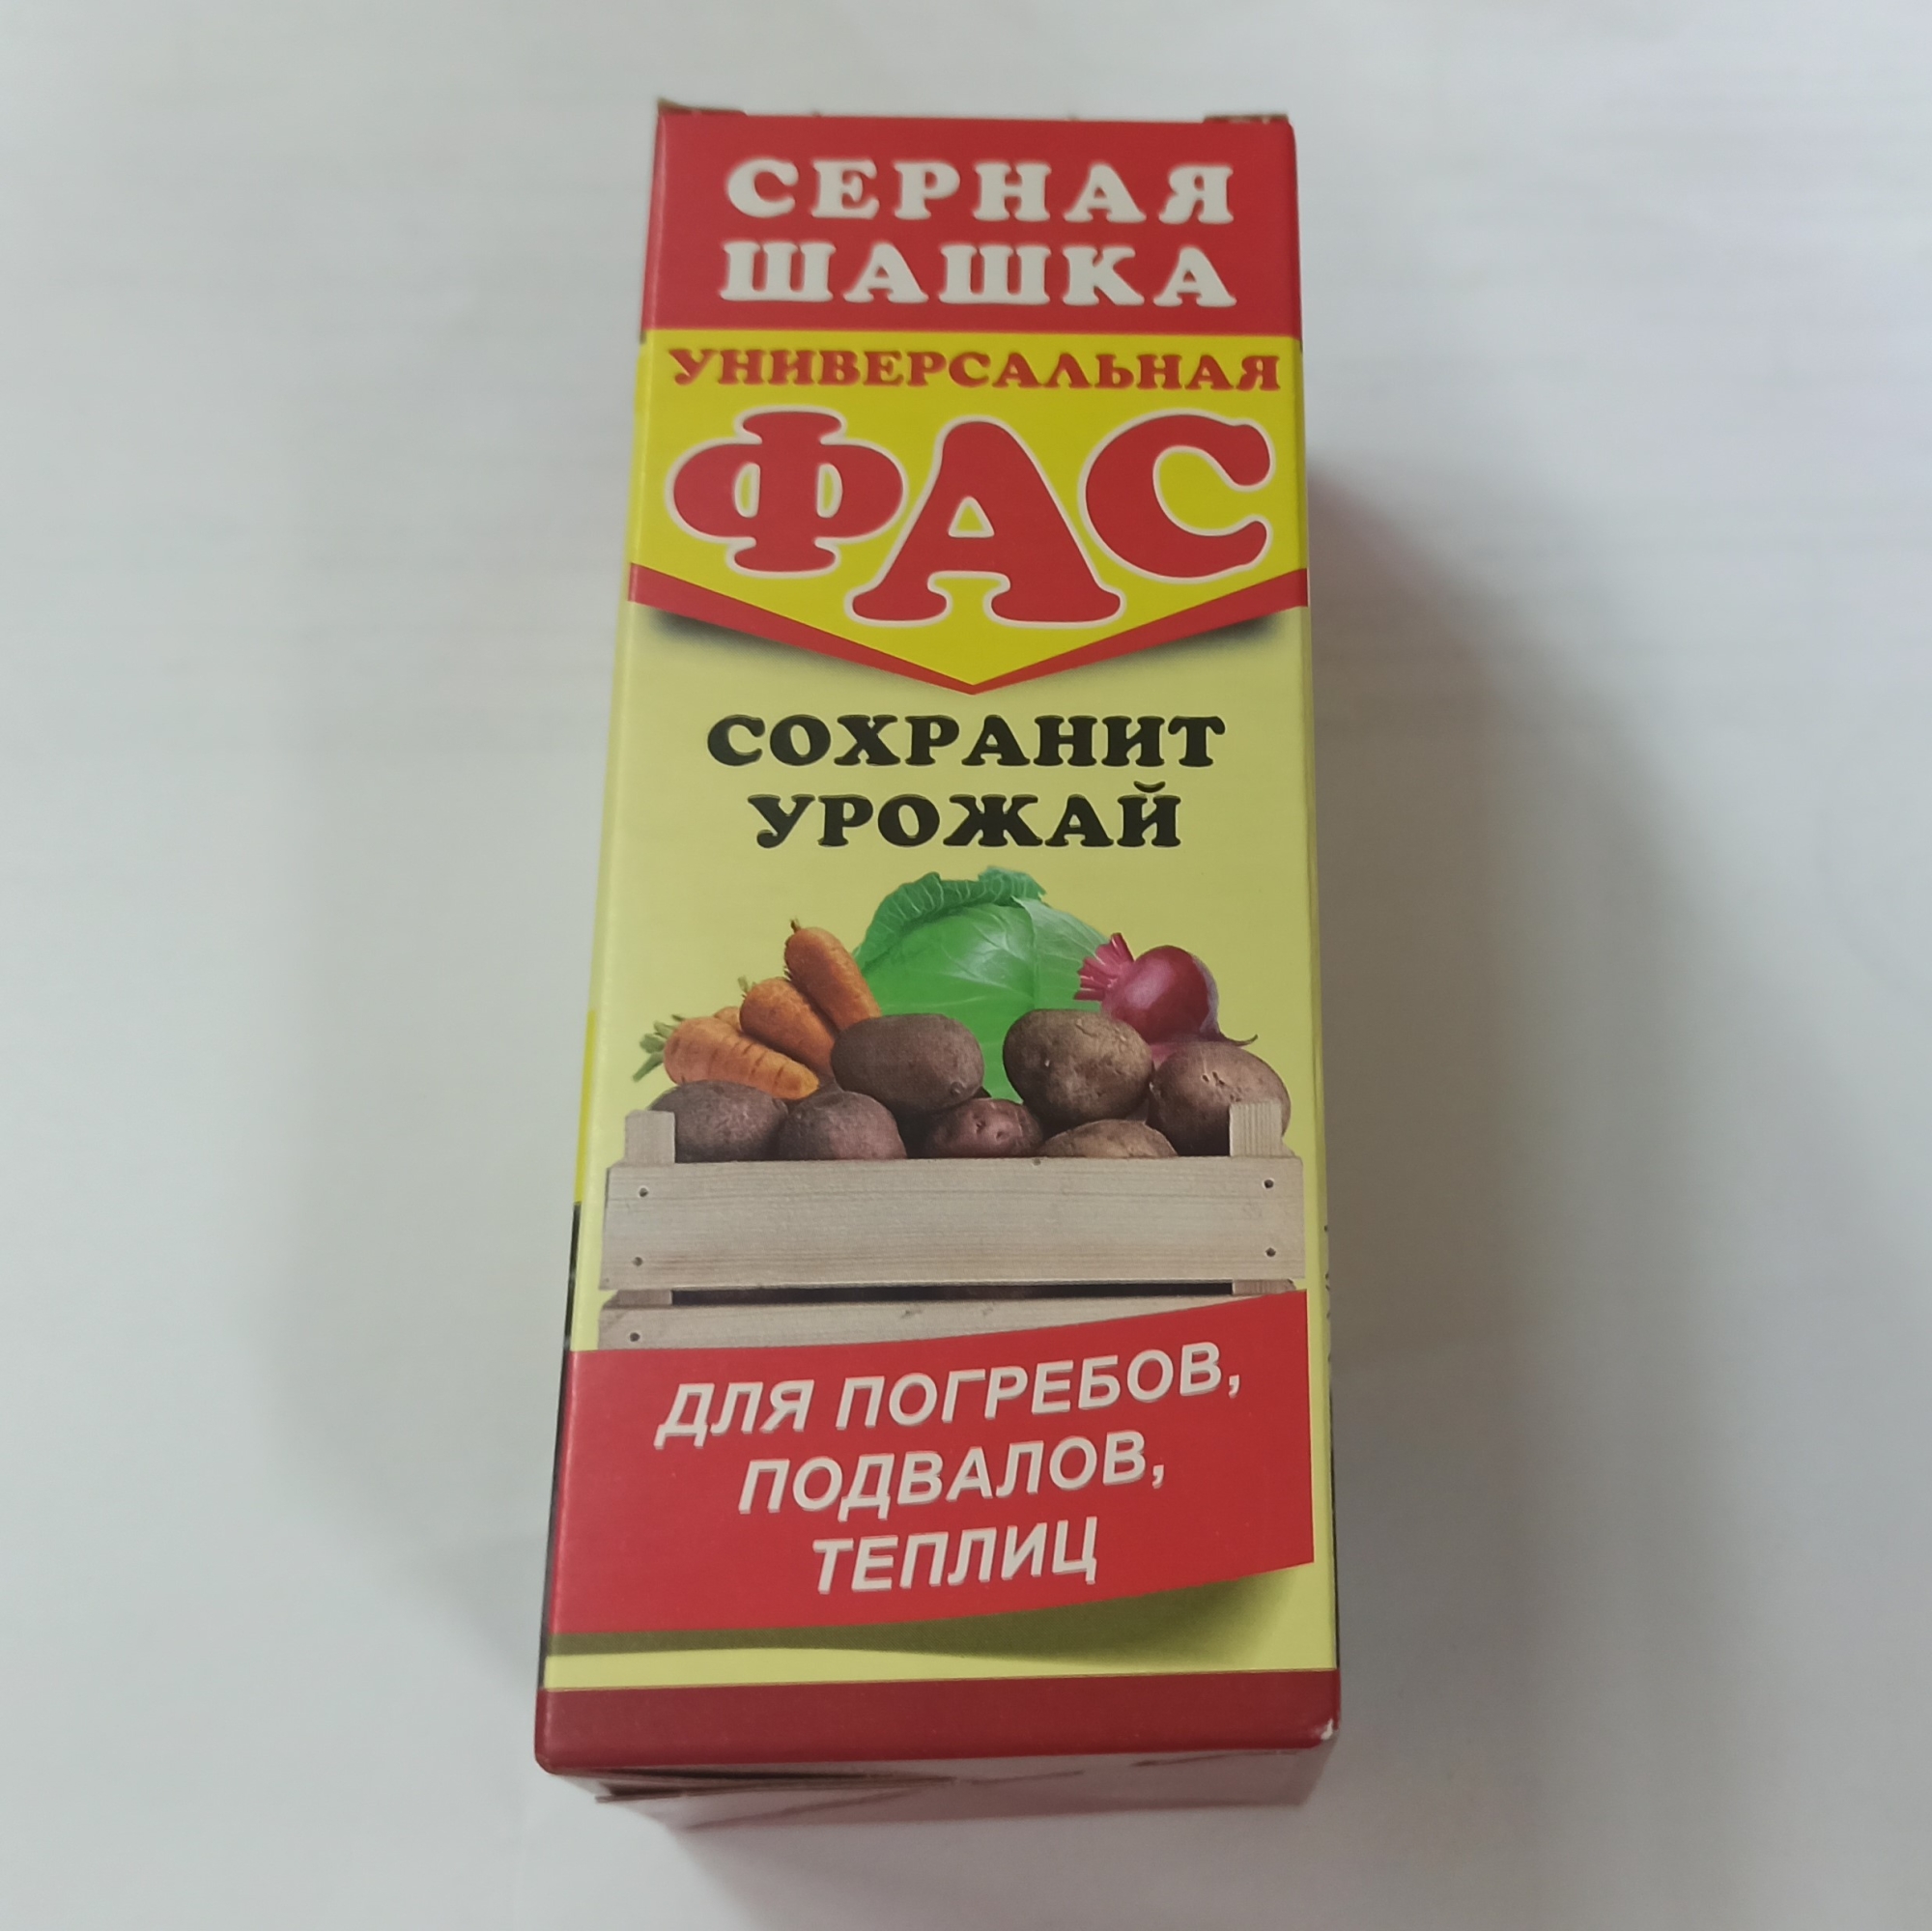 СЕРНАЯ
ШАШКА
УНИВЕРСАЛЬНАЯ
ФАС
СОХРАНИТ
УРОЖАЙ
ДЛЯ ПОГРЕБОВ,
ПОДВАЛОВ,
ТЕПЛИЦ